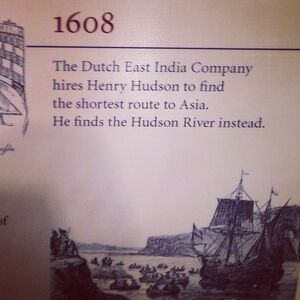 1608
The Dutch East India Company
hires Henry Hudson to find
the shortest route to Asia.
He finds the Hudson River instead.
of